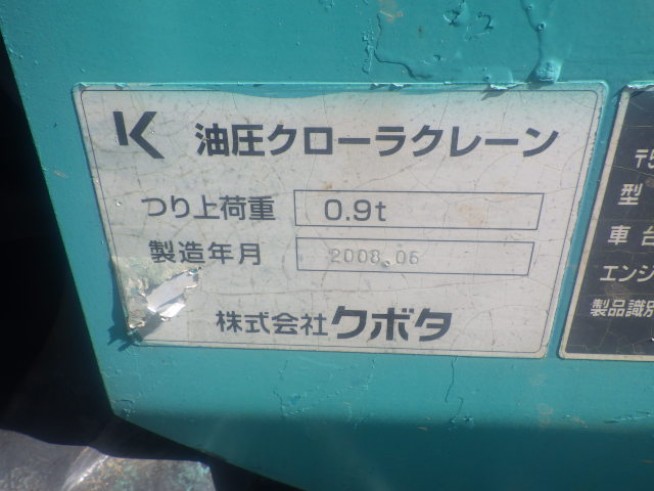 K 油圧クローラクレーン
つり上荷重 0.9t
製造年月 2008.06
株式会社クボタ
〒5
型
車台
エンジ
製品識別